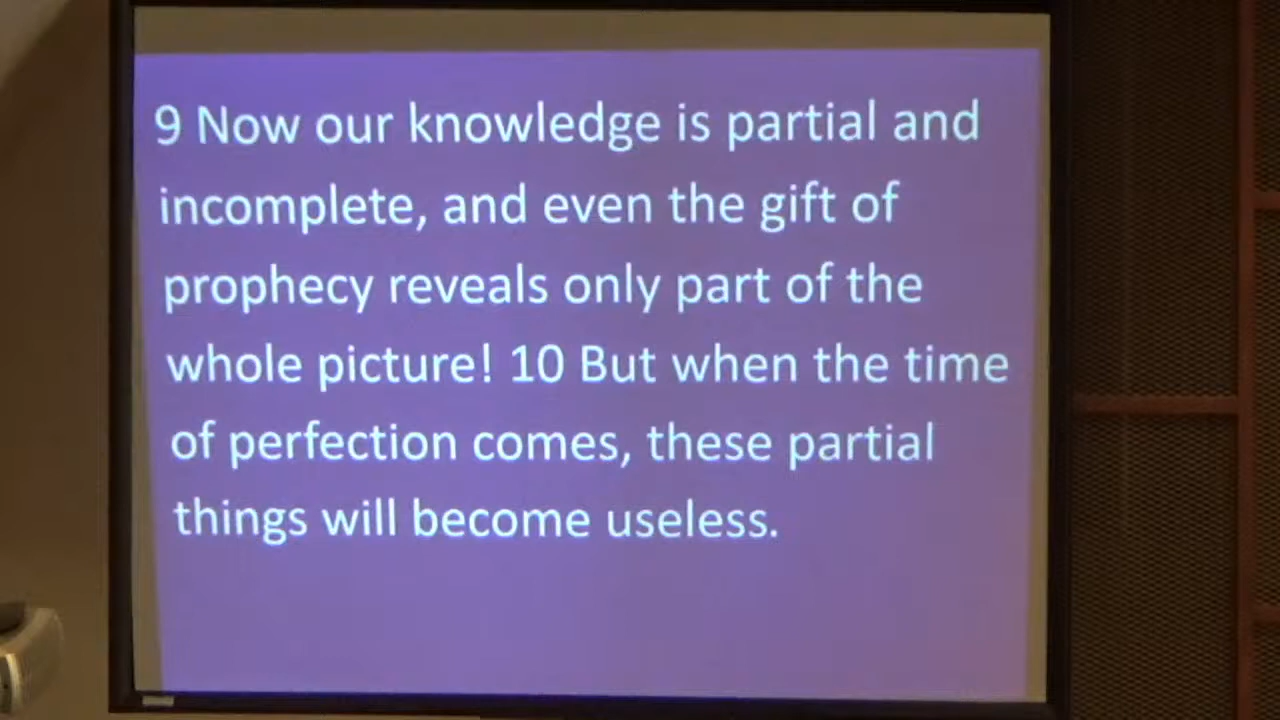 9 Now our knowledge is partial and
incomplete, and even the gift of
prophecy reveals only part of the
whole picture! 10 But when the time
of perfection comes, these partial
things will become useless.